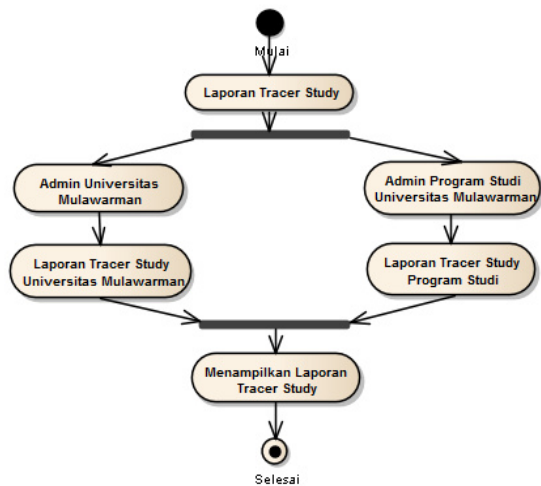 Mulai
Laporan Tracer Study
Admin Universitas
Mulawarman
Admin Program Studi
Universitas Mulawarman
Laporan Tracer Study
Universitas Mulawarman
Laporan Tracer Study
Program Studi
Menampilkan Laporan
Tracer Study
Selesai